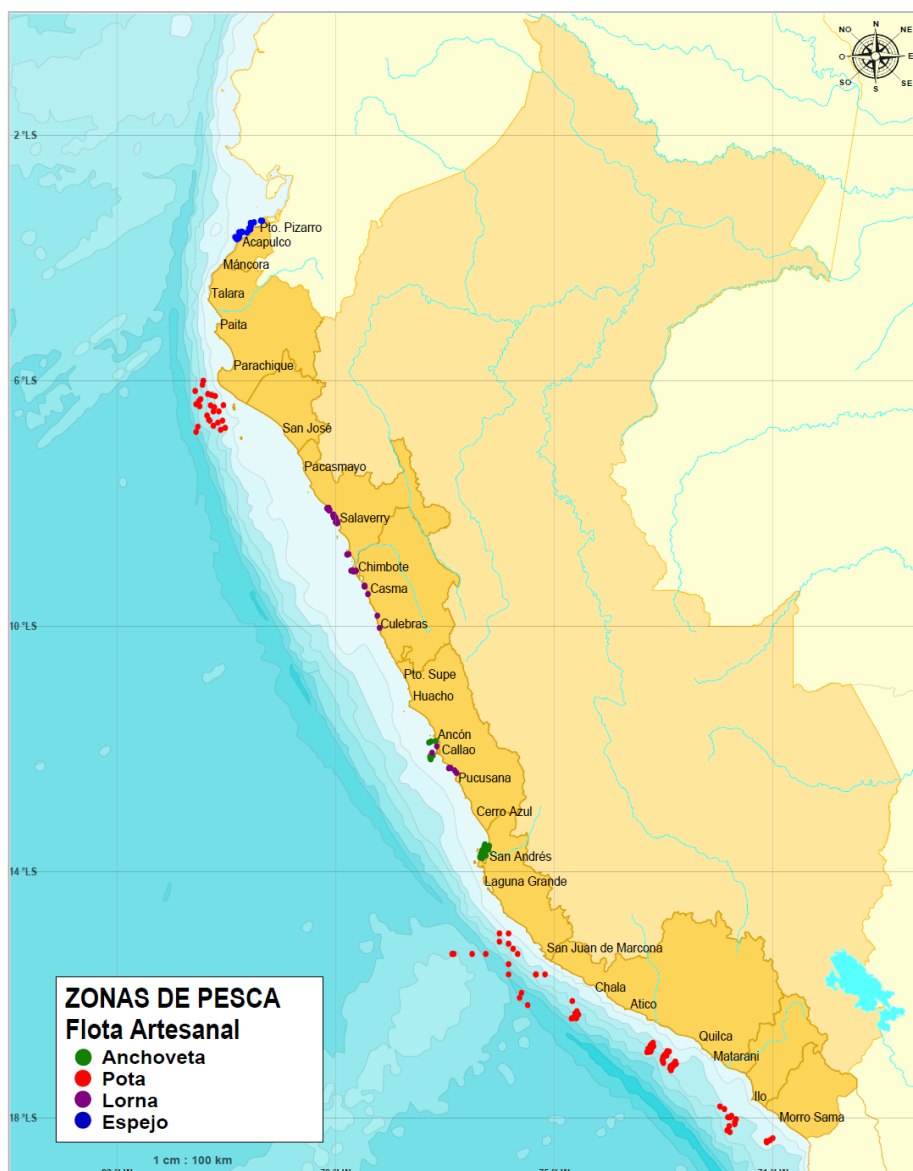 N
NO
NE
O
E
SO
SE
S
2 °LS
Pto. Pizarro
Acapulco
Máncora
Talara
Paita
Parachique
6 °LS
San José
Pacasmayo
Salaverry
Chimbote
Casma
Culebras
10 °LS
Pto. Supe
Huacho
Ancón
Callao
Pucusana
Cerro Azul
San Andrés
14 °LS
Laguna Grande
San Juan de Marcona
Chala
Atico
Quilca
Matarani
Ilo
Morro Sama
18 °LS
ZONAS DE PESCA
Flota Artesanal
Anchoveta
Pota
Lorna
Espejo
1 cm : 100 km